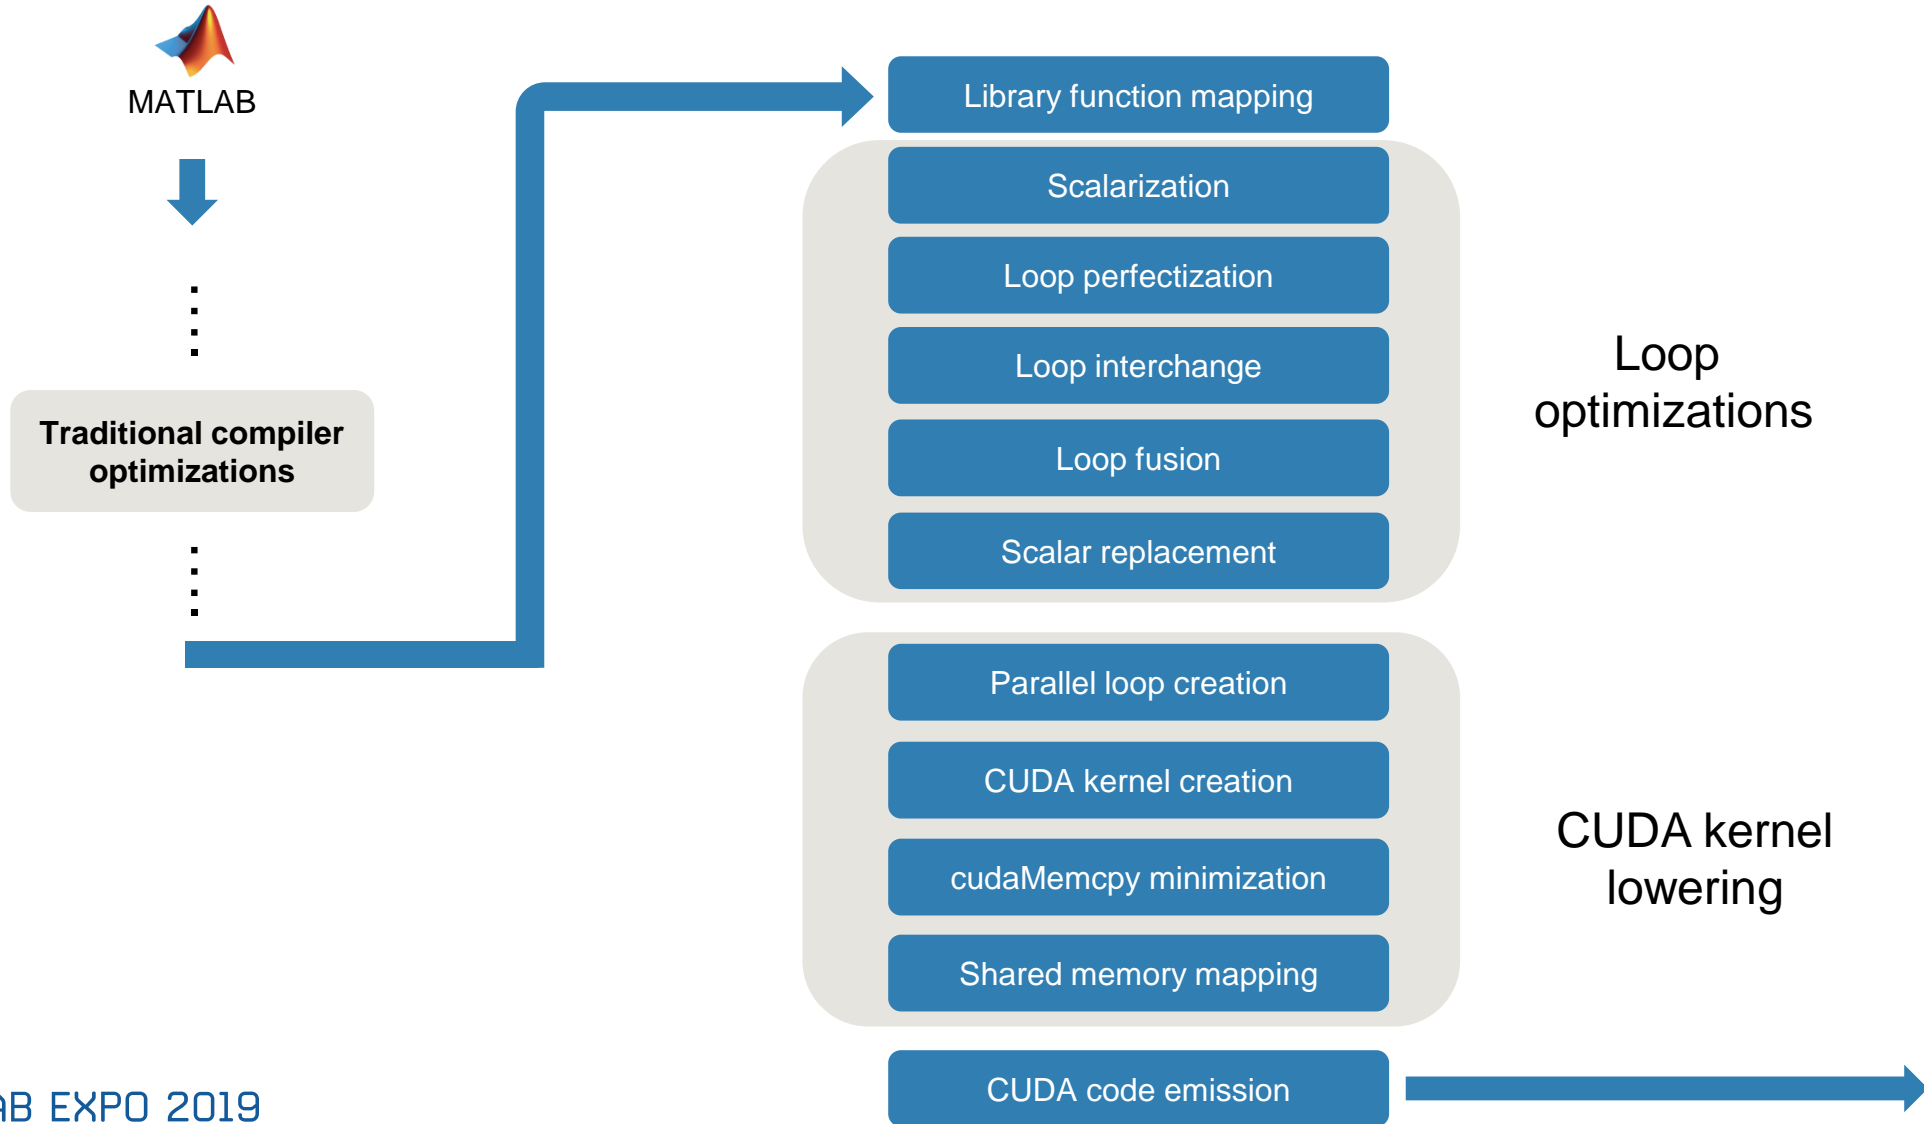 MATLAB
Traditional compiler
optimizations
Library function mapping
Scalarization
Loop perfectization
Loop interchange
Loop fusion
Scalar replacement
Loop
optimizations
Parallel loop creation
CUDA kernel creation
cudaMemcpy minimization
Shared memory mapping
CUDA kernel
lowering
CUDA code emission
AB EXPO 2019